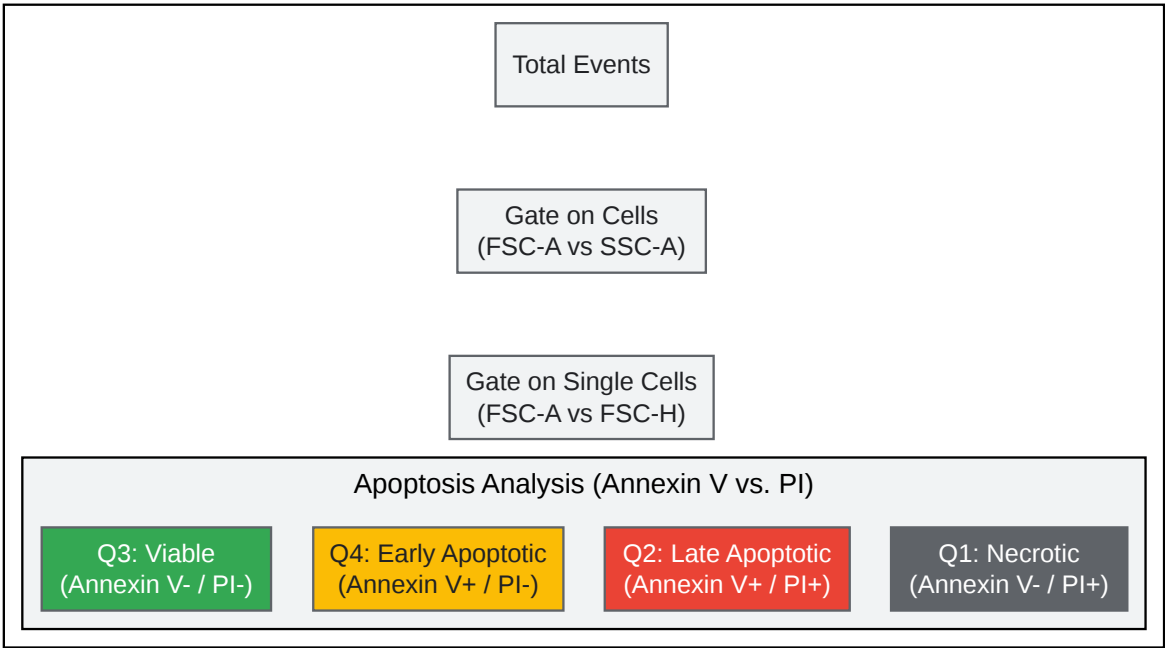 Total Events
Gate on Cells
(FSC-A vs SSC-A)
Gate on Single Cells
(FSC-A vs FSC-H)
Apoptosis Analysis (Annexin V vs. PI)
Q3: Viable
(Annexin V- / PI-)
Q4: Early Apoptotic
(Annexin V+ / PI-)
Q2: Late Apoptotic
(Annexin V+ / PI+)
Q1: Necrotic
(Annexin V- / PI+)